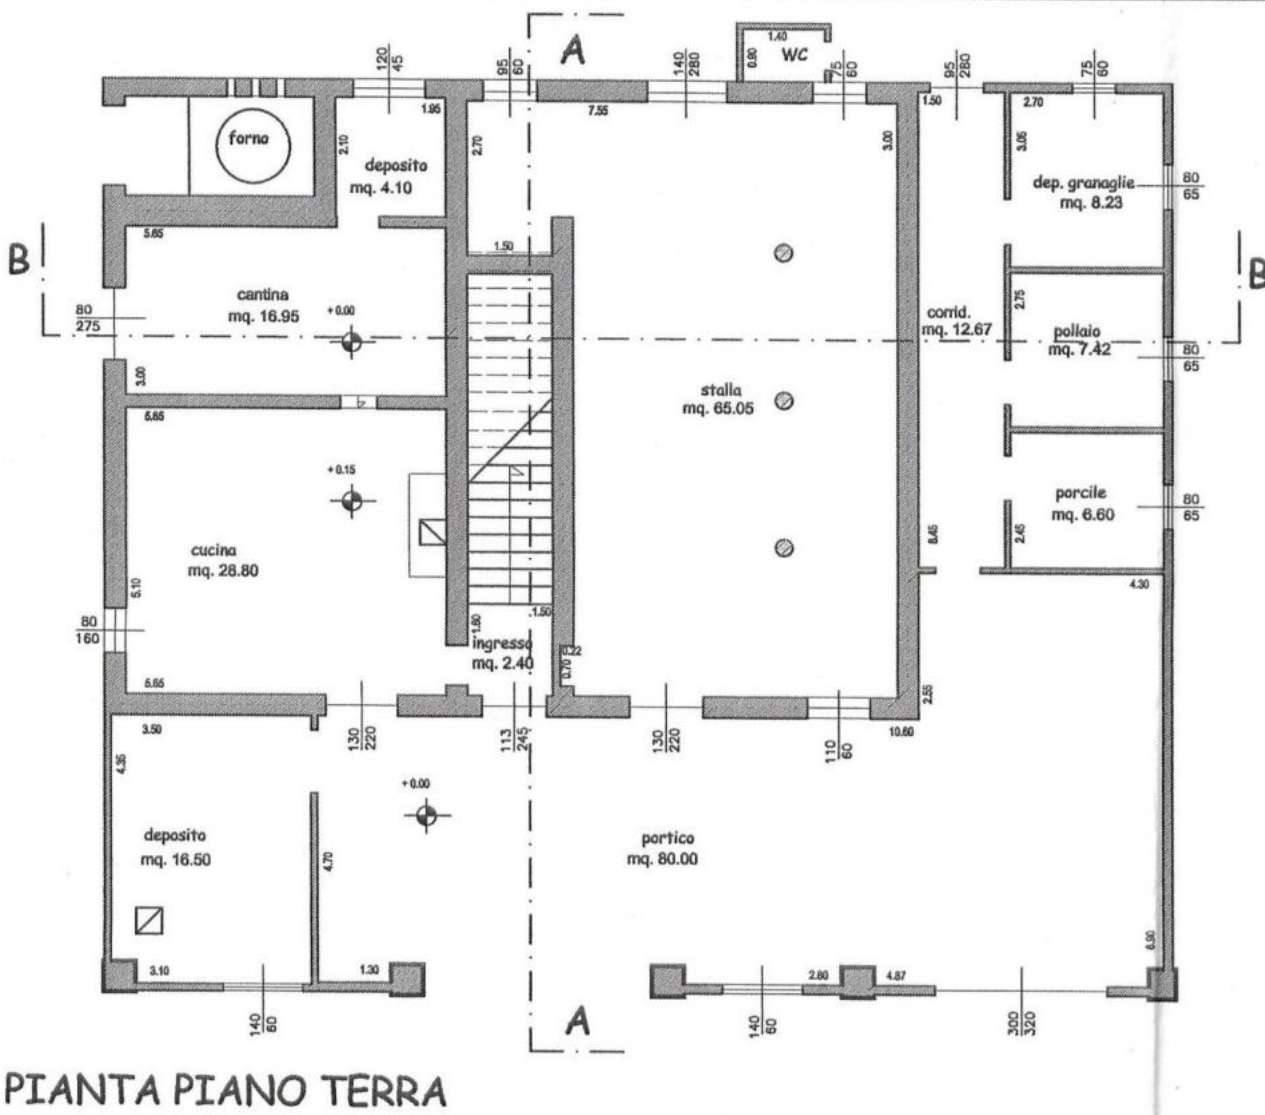 A
1.40
WC
0.90
120
45
95
60
140
280
75
60
95
280
75
60
1.95
7.55
1.50
2.70
forno
2.10
2.70
3.00
3.05
deposito
mq. 4.10
dep. granaglie
mq. 8.23
80
65
5.65
1.50
B
B
cantina
mq. 16.95
+0.00
80
275
2.75
corrid.
mq. 12.67
pollaio
mq. 7.42
80
65
3.00
stalla
mq. 65.05
5.65
+0.15
porcile
mq. 6.60
80
65
cucina
mq. 28.80
8.45
2.45
4.30
5.10
80
160
1.60
1.50
ingresso
mq. 2.40
0.22
0.70
5.65
2.55
10.60
3.50
4.35
130
220
113
245
130
220
110
60
+0.00
deposito
mq. 16.50
4.70
portico
mq. 80.00
6.90
3.10
1.30
2.80
4.87
140
60
A
140
60
300
320
PIANTA PIANO TERRA